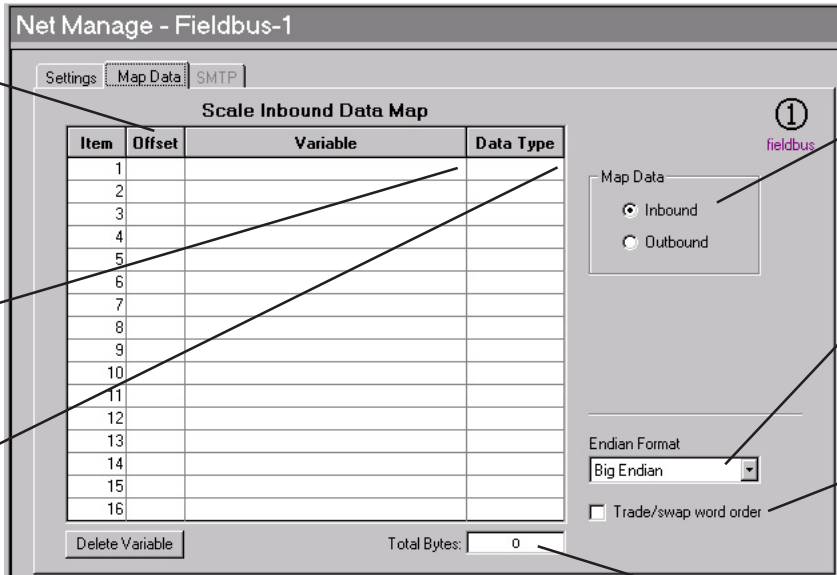 Net Manage - Fieldbus-1
Settings Map Data SMTP
Scale Inbound Data Map
1
fieldbus
Item Offset Variable Data Type
1
2
3
4
5
6
7
8
9
10
11
12
13
14
15
16
Map Data
Inbound
Outbound
Endian Format
Big Endian
Trade/swap word order
Delete Variable
Total Bytes: 0